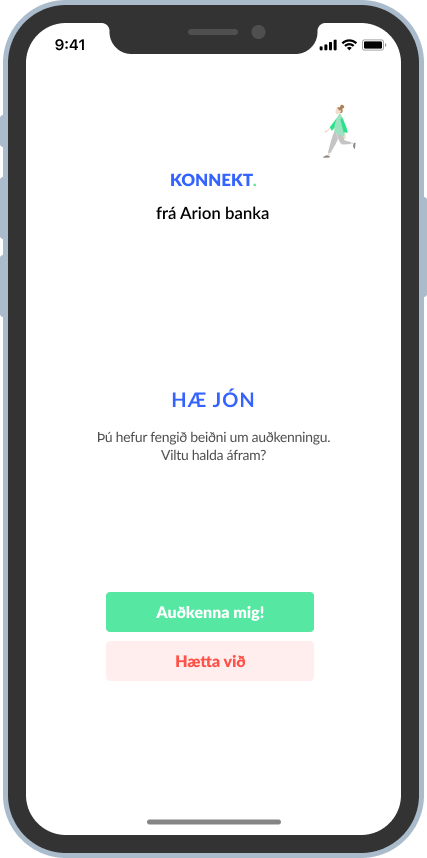 9:41
KONNEKT.
frá Arion banka
HÆ JÓN
Þú hefur fengið beiðni um auðkenningu.
Viltu halda áfram?
Auðkenna mig!
Hætta við